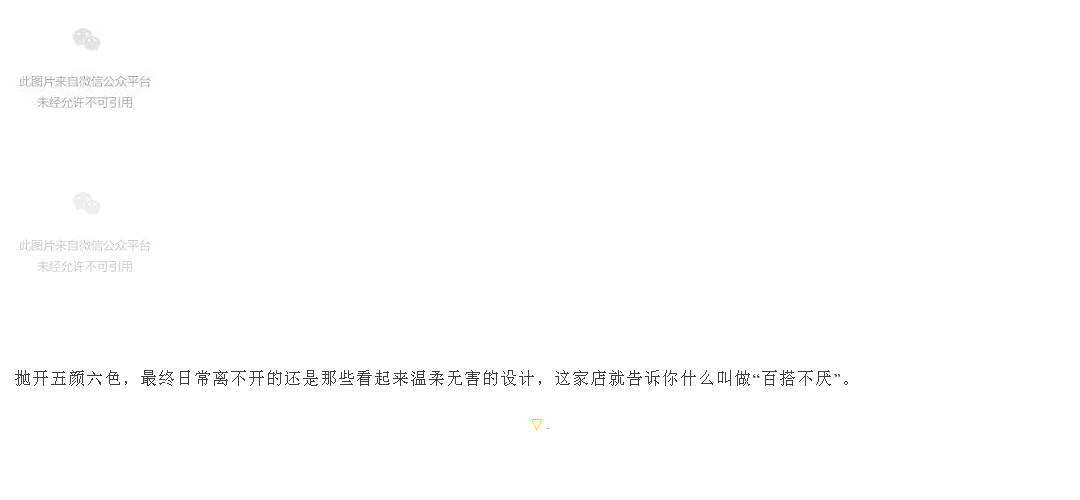 此图片来自微信公众平台
未经允许不可引用
此图片来自微信公众平台
未经允许不可引用
抛开五颜六色，最终日常离不开的还是那些看起来温柔无害的设计，这家店就告诉你什么叫做“百搭不厌”。
▽ -